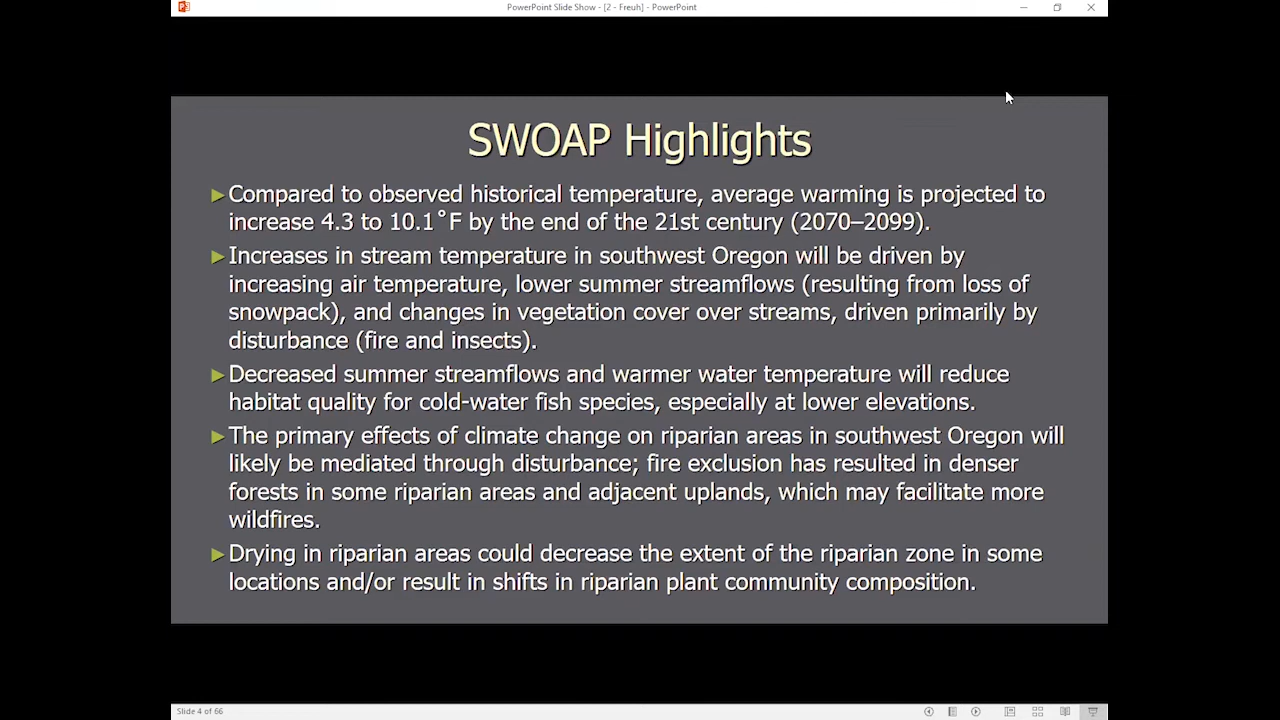 PowerPoint Slide Show - [2 - Freuh] - PowerPoint
SWOAP Highlights
►Compared to observed historical temperature, average warming is projected to
increase 4.3 to 10.1˚F by the end of the 21st century (2070–2099).
►Increases in stream temperature in southwest Oregon will be driven by
increasing air temperature, lower summer streamflows (resulting from loss of
snowpack), and changes in vegetation cover over streams, driven primarily by
disturbance (fire and insects).
►Decreased summer streamflows and warmer water temperature will reduce
habitat quality for cold-water fish species, especially at lower elevations.
►The primary effects of climate change on riparian areas in southwest Oregon will
likely be mediated through disturbance; fire exclusion has resulted in denser
forests in some riparian areas and adjacent uplands, which may facilitate more
wildfires.
►Drying in riparian areas could decrease the extent of the riparian zone in some
locations and/or result in shifts in riparian plant community composition.
Slide 4 of 66